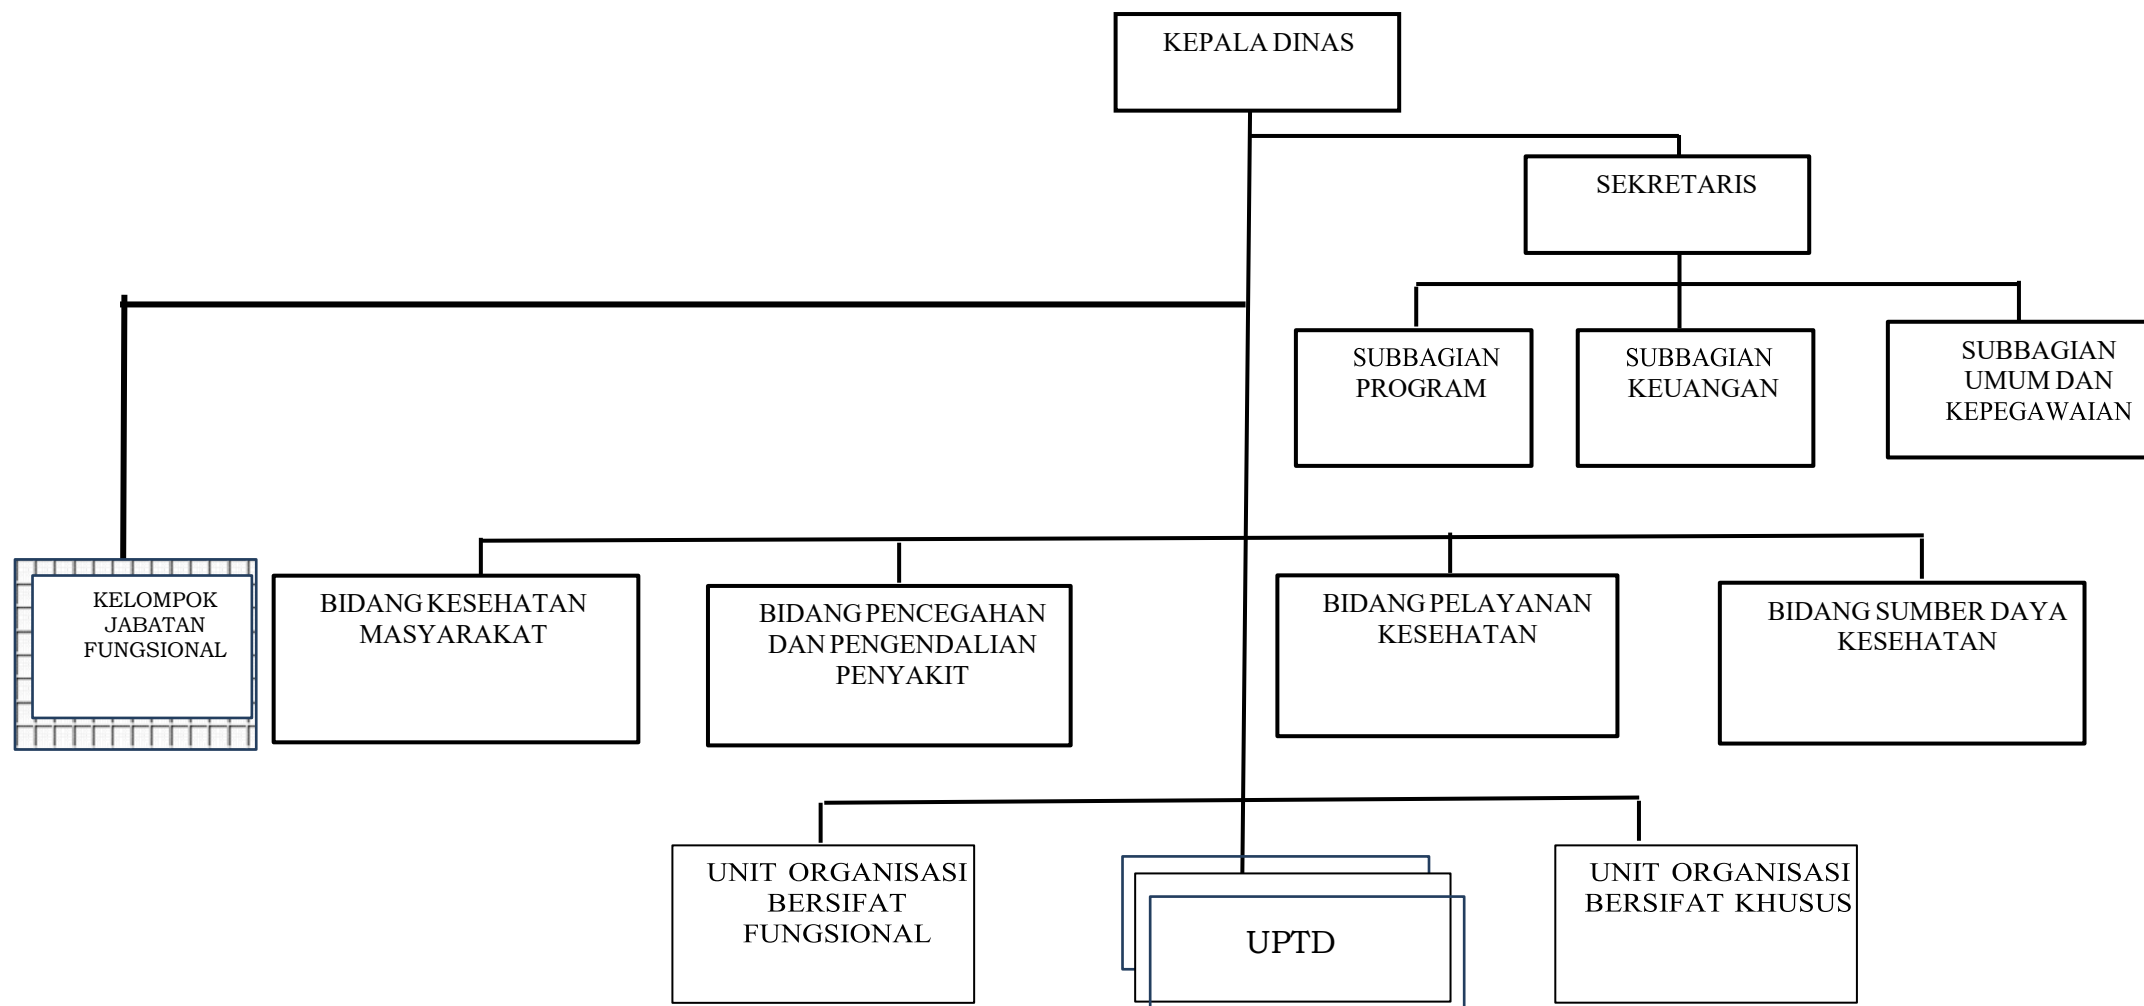 KEPALA DINAS
SEKRETARIS
SUBBAGIAN
PROGRAM
SUBBAGIAN
KEUANGAN
SUBBAGIAN
UMUM DAN
KEPEGAWAIAN
KELOMPOK
JABATAN
FUNGSIONAL
BIDANG KESEHATAN
MASYARAKAT
BIDANG PENCEGAHAN
DAN PENGENDALIAN
PENYAKIT
BIDANG PELAYANAN
KESEHATAN
BIDANG SUMBER DAYA
KESEHATAN
UNIT ORGANISASI
BERSIFAT
FUNGSIONAL
UPTD
UNIT ORGANISASI
BERSIFAT KHUSUS